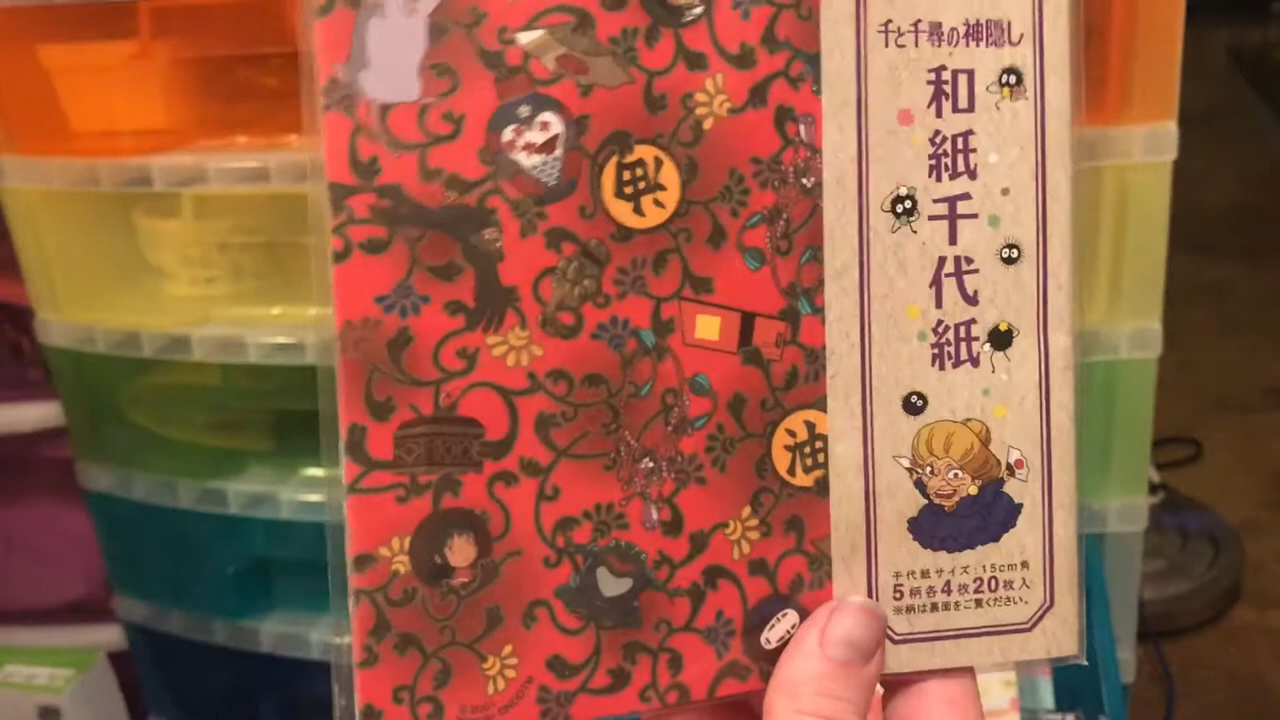 千と千尋の神隠し
和紙千代紙
千代紙サイズ:15cm角
5柄各4枚20枚入
※柄は裏面をご覧ください。
油
油